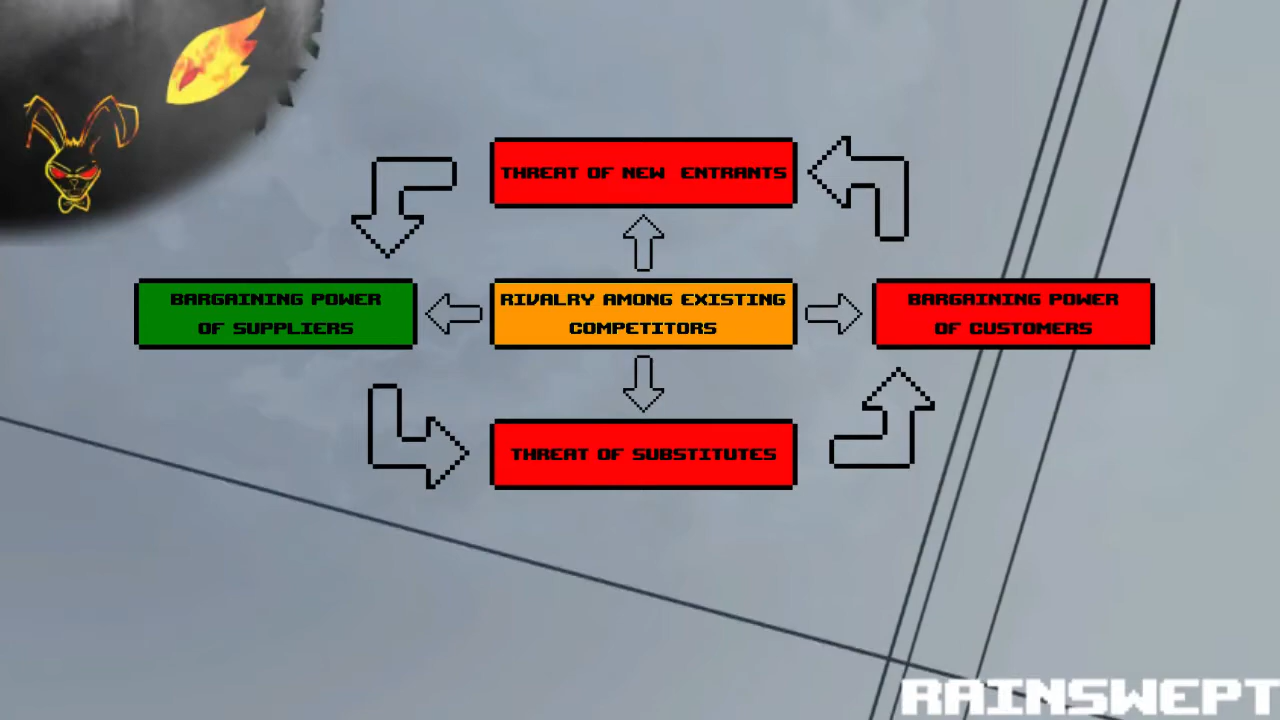 THREAT OF NEW ENTRANTS
BARGAINING POWER
OF SUPPLIERS
RIVALRY AMONG EXISTING
COMPETITORS
BARGAINING POWER
OF CUSTOMERS
THREAT OF SUBSTITUTES
RAINSWEPT